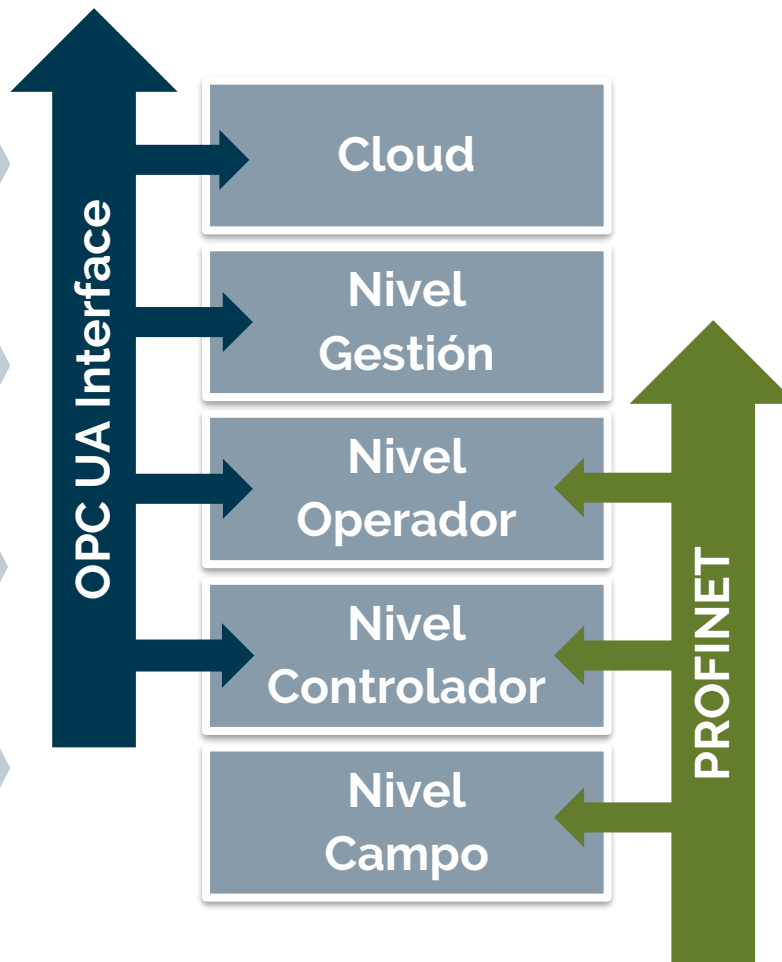 OPC UA Interface
Cloud
Nivel
Gestión
Nivel
Operador
Nivel
Controlador
Nivel
Campo
PROFINET